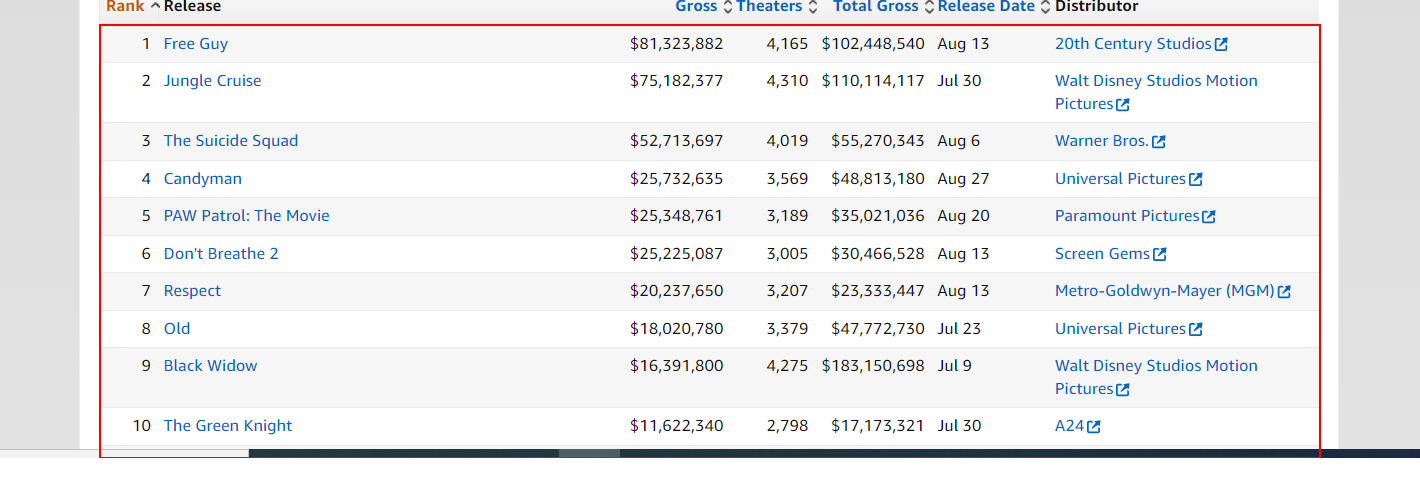 Rank Release Gross Theaters Total Gross Release Date Distributor
1 Free Guy $81,323,882 4,165 $102,448,540 Aug 13 20th Century Studios
2 Jungle Cruise $75,182,377 4,310 $110,114,117 Jul 30 Walt Disney Studios Motion
Pictures
3 The Suicide Squad $52,713,697 4,019 $55,270,343 Aug 6 Warner Bros.
4 Candyman $25,732,635 3,569 $48,813,180 Aug 27 Universal Pictures
5 PAW Patrol: The Movie $25,348,761 3,189 $35,021,036 Aug 20 Paramount Pictures
6 Don't Breathe 2 $25,225,087 3,005 $30,466,528 Aug 13 Screen Gems
7 Respect $20,237,650 3,207 $23,333,447 Aug 13 Metro-Goldwyn-Mayer (MGM)
8 Old $18,020,780 3,379 $47,772,730 Jul 23 Universal Pictures
9 Black Widow $16,391,800 4,275 $183,150,698 Jul 9 Walt Disney Studios Motion
Pictures
10 The Green Knight $11,622,340 2,798 $17,173,321 Jul 30 A24